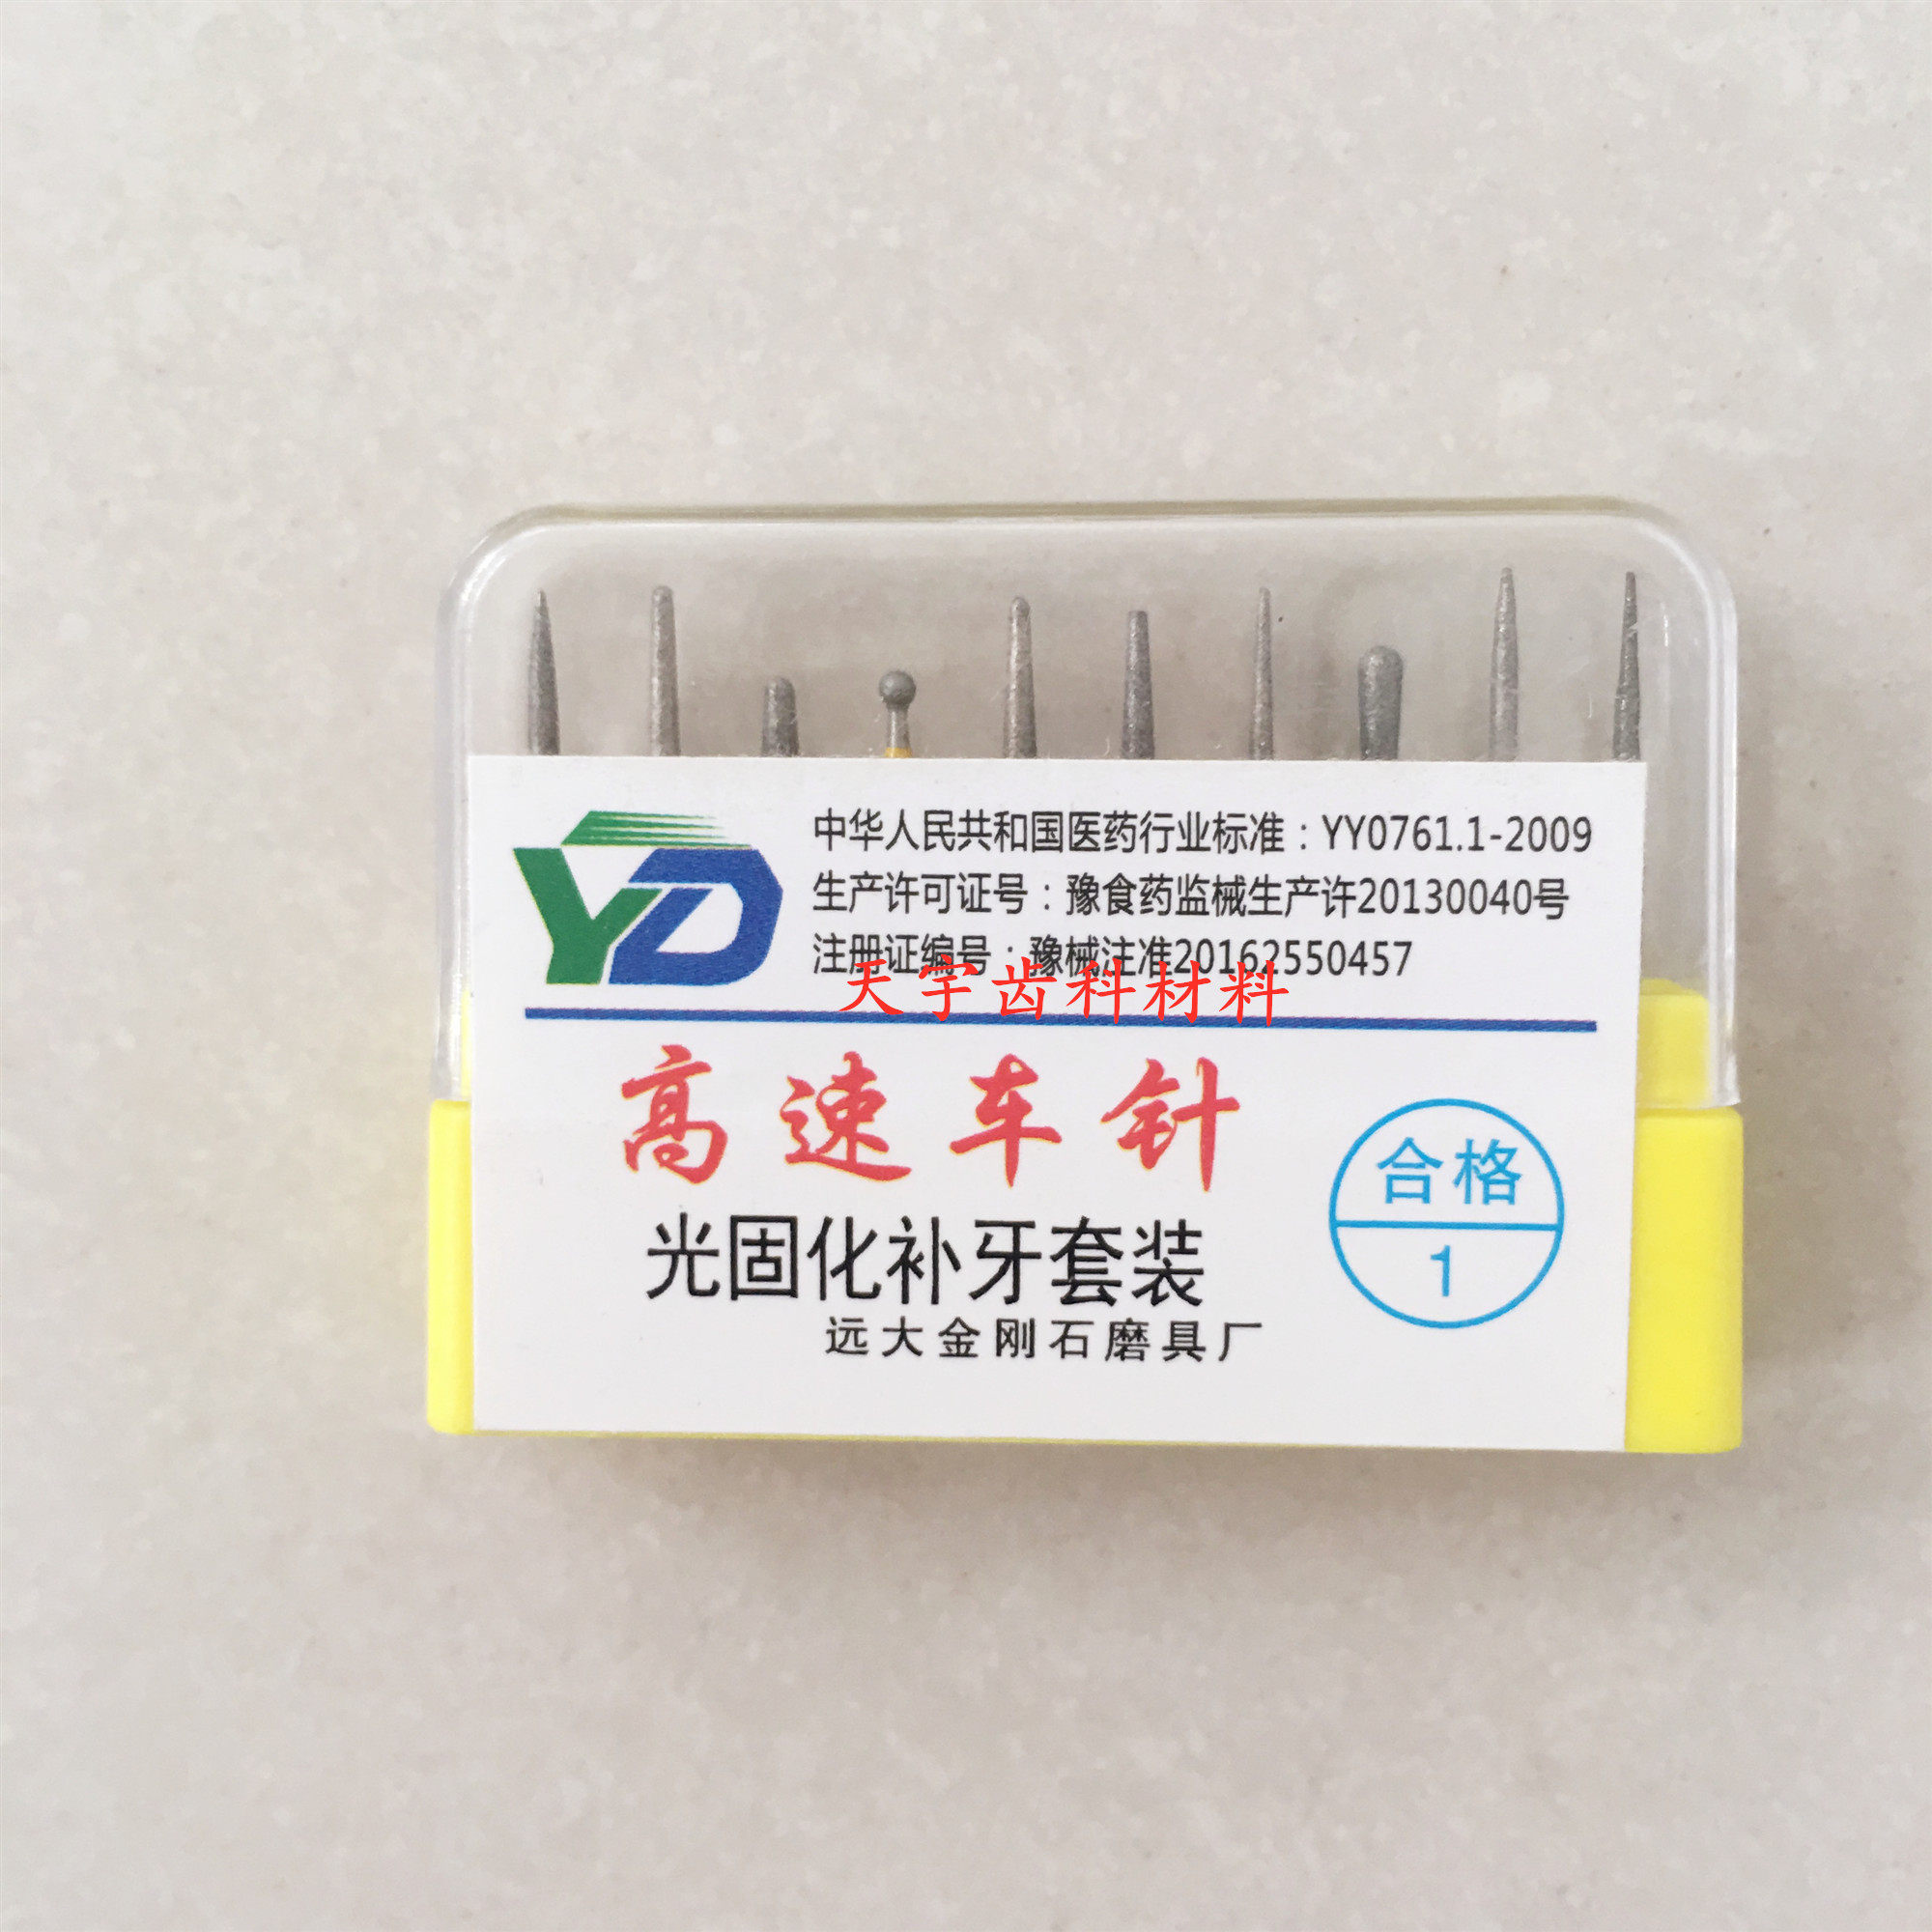 YD
中华人民共和国医药行业标准：YY0761.1-2009
生产许可证号：豫食药监械生产许20130040号
注册证编号：豫械注准20162550457
天宇齿科材料
高速车针
合格
1
光固化补牙套装
远大金刚石磨具厂